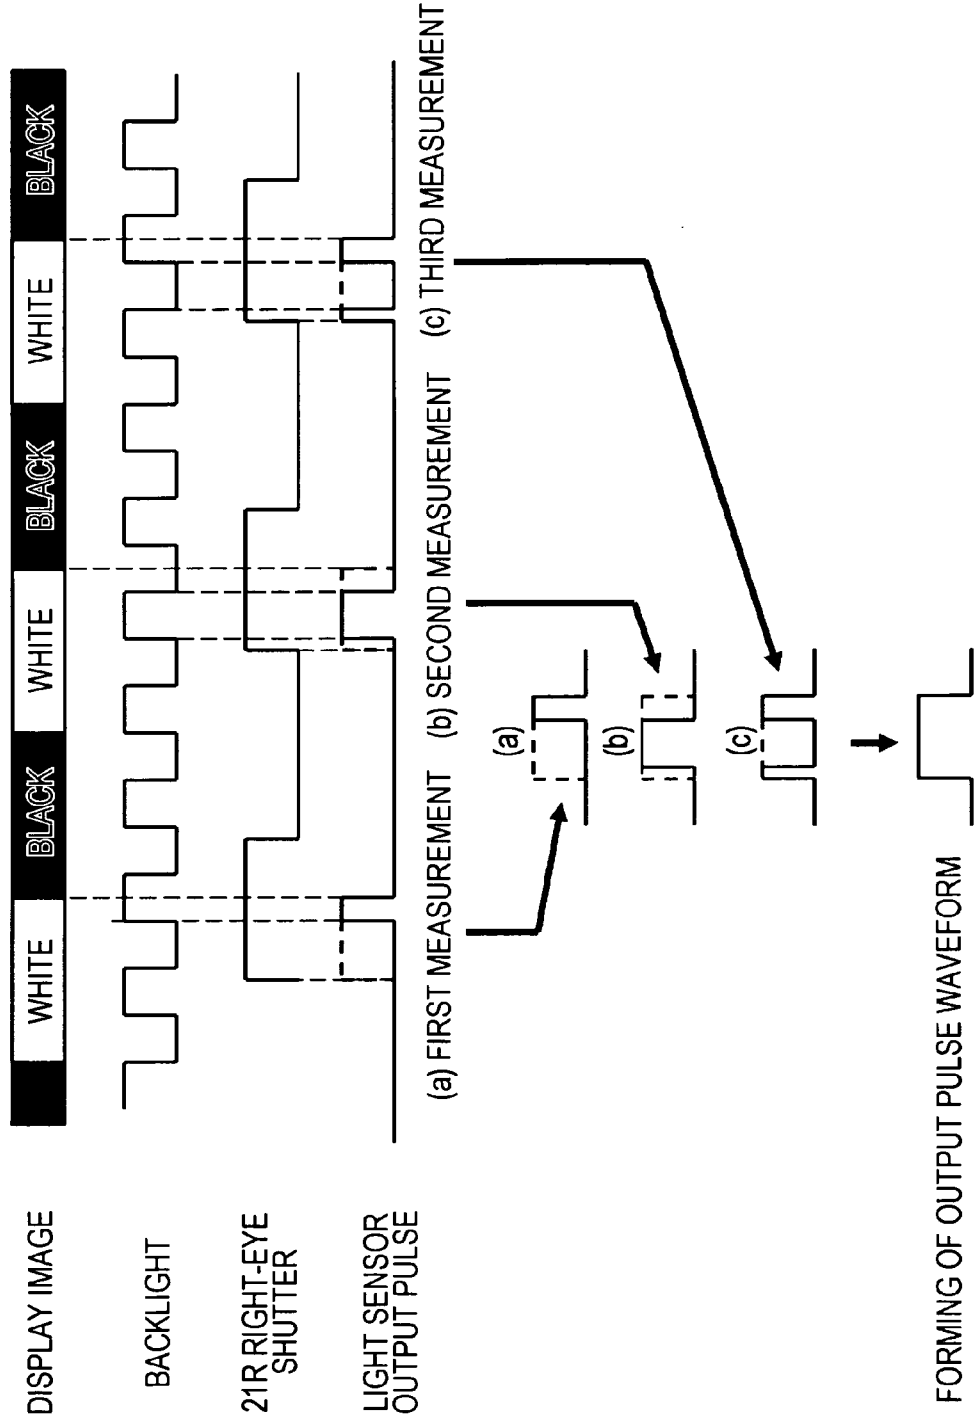 DISPLAY IMAGE
WHITE
BLACK
WHITE
BLACK
WHITE
BLACK
BACKLIGHT
21R RIGHT-EYE
SHUTTER
LIGHT SENSOR
OUTPUT PULSE
(a) FIRST MEASUREMENT
(b) SECOND MEASUREMENT
(c) THIRD MEASUREMENT
(a)
(b)
(c)
FORMING OF OUTPUT PULSE WAVEFORM